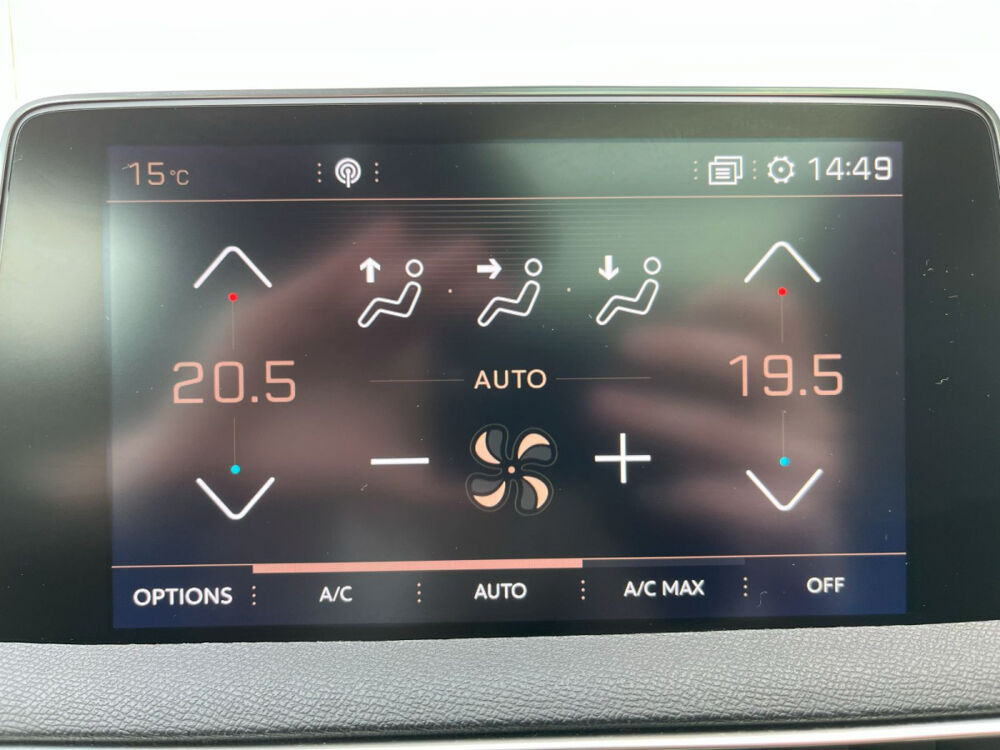 15°C 14:49
20.5 AUTO 19.5
OPTIONS A/C AUTO A/C MAX OFF